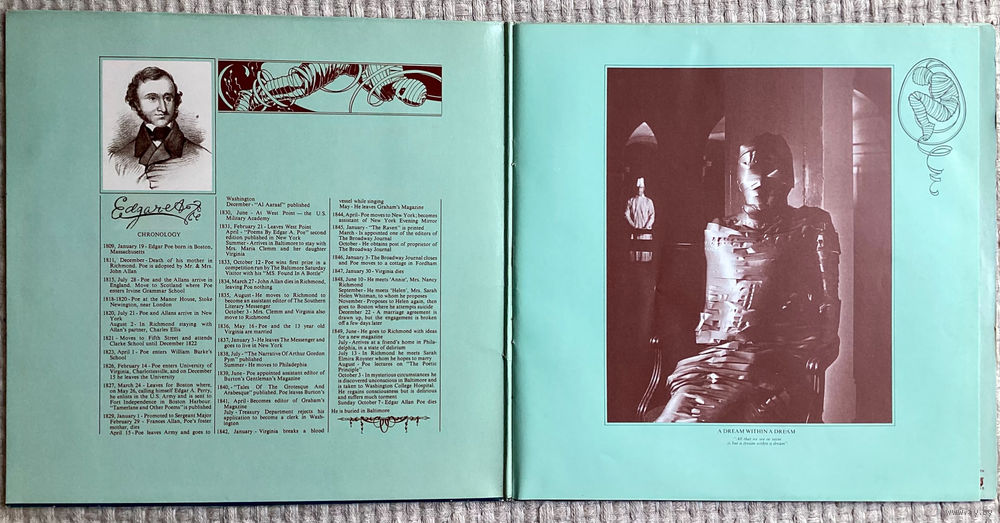 Edgar A Poe
CHRONOLOGY
1809, January 19 - Edgar Poe born in Boston,
Massachusetts
1811, December - Death of his mother in
Richmond. Poe is adopted by Mr. & Mrs.
John Allan
1815, July 28 - Poe and the Allans arrive in
England. Move to Scotland where Poe
enters Irvine Grammar School
1818-1820 - Poe at the Manor House, Stoke
Newington, near London
1820, July 21 - Poe and Allans arrive in New
York
August 2 - In Richmond staying with
Allan's partner, Charles Ellis
1821 - Moves to Fifth Street and attends
Clarke School until December 1822
1823, April 1 - Poe enters William Burke's
School
1826, February 14 - Poe enters University of
Virginia, Charlottesville, and on December
15 he leaves the University
1827, March 24 - Leaves for Boston where,
on May 26, calling himself Edgar A. Perry,
he enlists in the U.S. Army and is sent to
Fort Independence in Boston Harbour.
"Tamerlane and Other Poems" is published
1829, January 1 - Promoted to Sergeant Major
February 29 - Frances Allan, Poe's foster
mother, dies
April 15 - Poe leaves Army and goes to
Washington
December - "Al Aaraaf" published
1830, June - At West Point — the U.S.
Military Academy
1831, February 21 - Leaves West Point
April - "Poems By Edgar A. Poe" second
edition published in New York
Summer - Arrives in Baltimore to stay with
Mrs. Maria Clemm and her daughter
Virginia
1833, October 12 - Poe wins first prize in a
competition run by The Baltimore Saturday
Visitor with his "MS. Found In A Bottle"
1834, March 27 - John Allan dies in Richmond,
leaving Poe nothing
1835, August - He moves to Richmond to
become an assistant editor of The Southern
Literary Messenger
October 3 - Mrs. Clemm and Virginia also
move to Richmond
1836, May 16 - Poe and the 13 year old
Virginia are married
1837, January 3 - He leaves The Messenger and
goes to live in New York
1838, July - "The Narrative Of Arthur Gordon
Pym" published
Summer - He moves to Philadelphia
1839, June - Poe appointed assistant editor of
Burton's Gentleman's Magazine
1840, - "Tales Of The Grotesque And
Arabesque" published. Poe leaves Burton's
1841, April - Becomes editor of Graham's
Magazine
July - Treasury Department rejects his
application to become a clerk in Wash-
ington
1842, January - Virginia breaks a blood
vessel while singing
May - He leaves Graham's Magazine
1844, April - Poe moves to New York; becomes
assistant of New York Evening Mirror
1845, January - "The Raven" is printed
March - Is appointed one of the editors of
The Broadway Journal
October - He obtains post of proprietor of
The Broadway Journal
1846, January 3 - The Broadway Journal closes
and Poe moves to a cottage in Fordham
1847, January 30 - Virginia dies
1848, June 10 - He meets 'Annie', Mrs. Nancy
Richmond
September - He meets 'Helen', Mrs. Sarah
Helen Whitman, to whom he proposes
November - Proposes to Helen again, then
goes to Boston where he attempts suicide
December 22 - A marriage agreement is
drawn up, but the engagement is broken
off a few days later
1849, June - He goes to Richmond with ideas
for a new magazine
July - Arrives at a friend's home in Phila-
delphia, in a state of delirium
July 13 - In Richmond he meets Sarah
Elmira Royster whom he hopes to marry
August - Poe lectures on "The Poetic
Principle"
October 3 - In mysterious circumstances he
is discovered unconscious in Baltimore and
is taken to Washington College Hospital.
He regains consciousness but is delirious
and suffers much torment
Sunday October 7 - Edgar Allan Poe dies
He is buried in Baltimore
A DREAM WITHIN A DREAM
"All that we see or seem
is but a dream within a dream"